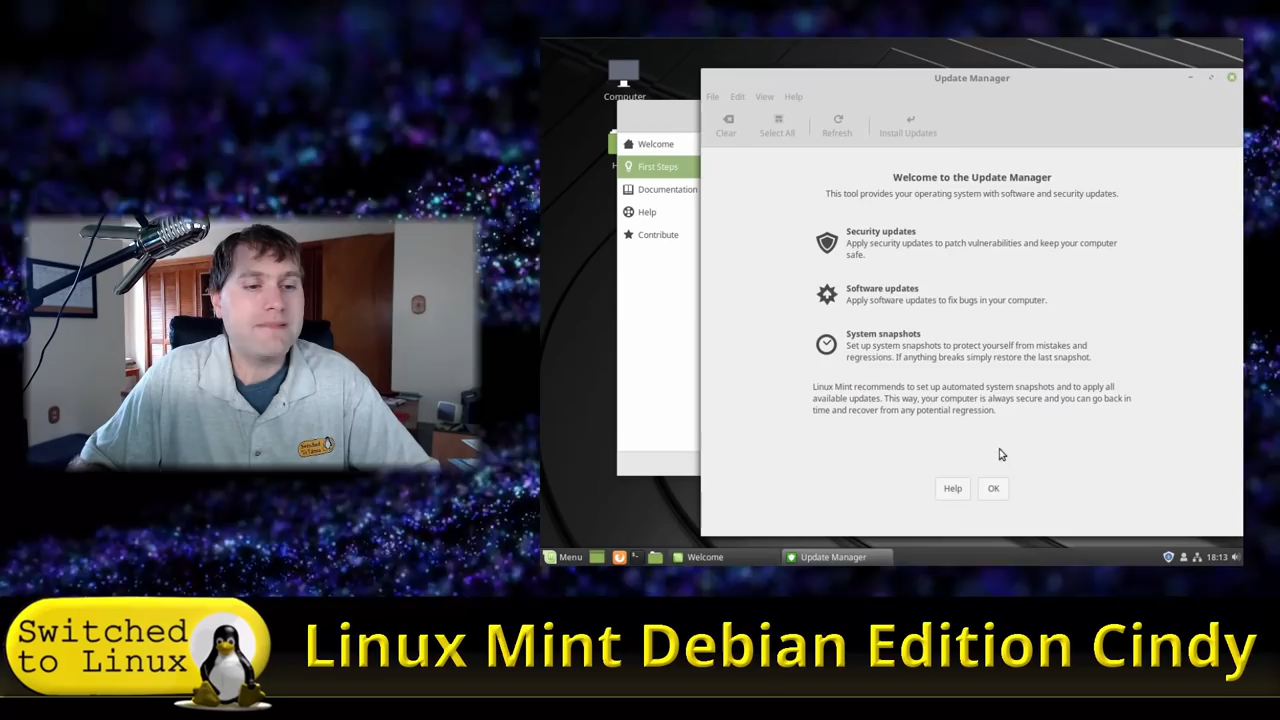 Computer
Update Manager
File Edit View Help
Clear Select All Refresh Install Updates
Welcome
First Steps
Documentation
Help
Contribute
Welcome to the Update Manager
This tool provides your operating system with software and security updates.
Security updates
Apply security updates to patch vulnerabilities and keep your computer
safe.
Software updates
Apply software updates to fix bugs in your computer.
System snapshots
Set up system snapshots to protect yourself from mistakes and
regressions. If anything breaks simply restore the last snapshot.
Linux Mint recommends to set up automated system snapshots and to apply all
available updates. This way, your computer is always secure and you can go back in
time and recover from any potential regression.
Help OK
Menu Welcome Update Manager 18:13
Switched
to Linux
Switched
to Linux
Linux Mint Debian Edition Cindy